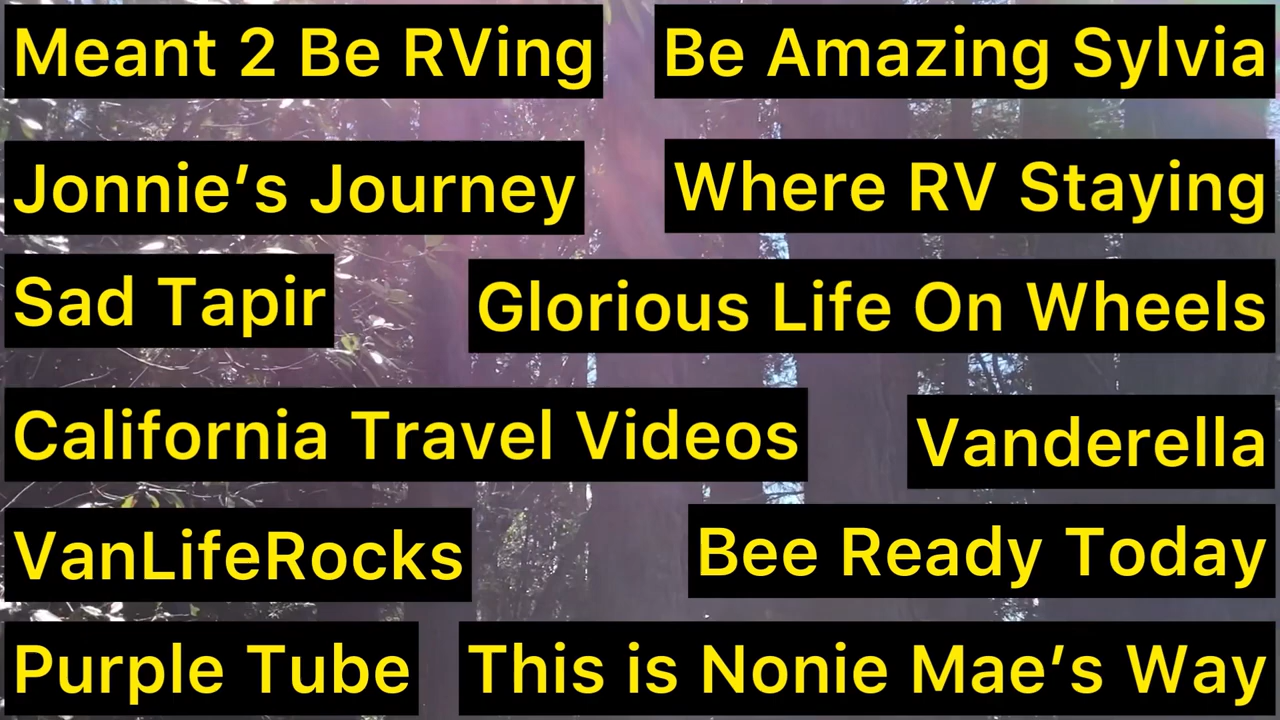 Meant 2 Be RVing
Be Amazing Sylvia
Jonnie’s Journey
Where RV Staying
Sad Tapir
Glorious Life On Wheels
California Travel Videos
Vanderella
VanLifeRocks
Bee Ready Today
Purple Tube
This is Nonie Mae’s Way